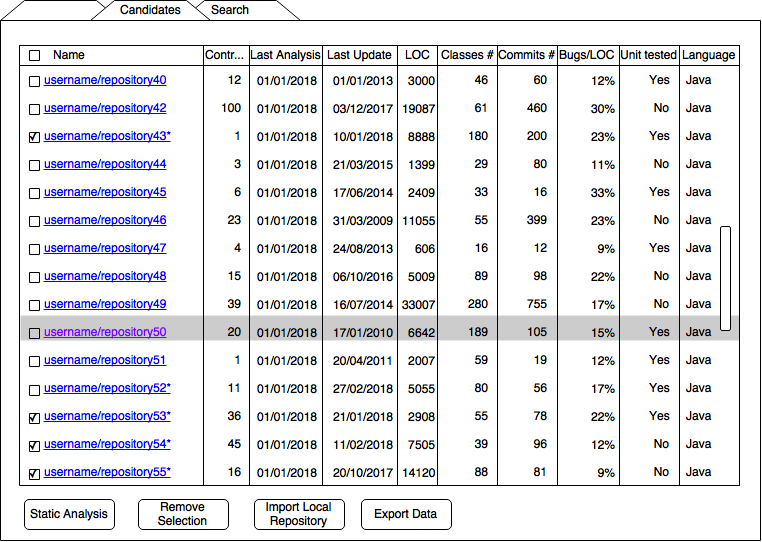 Candidates Search
Name Contr... Last Analysis Last Update LOC Classes # Commits # Bugs/LOC Unit tested Language
username/repository40 12 01/01/2018 01/01/2013 3000 46 60 12% Yes Java
username/repository42 100 01/01/2018 03/12/2017 19087 61 460 30% No Java
username/repository43* 1 01/01/2018 10/01/2018 8888 180 200 23% Yes Java
username/repository44 3 01/01/2018 21/03/2015 1399 29 80 11% No Java
username/repository45 6 01/01/2018 17/06/2014 2409 33 16 33% Yes Java
username/repository46 23 01/01/2018 31/03/2009 11055 55 399 23% No Java
username/repository47 4 01/01/2018 24/08/2013 606 16 12 9% Yes Java
username/repository48 15 01/01/2018 06/10/2016 5009 89 98 22% No Java
username/repository49 39 01/01/2018 16/07/2014 33007 280 755 17% No Java
username/repository50 20 01/01/2018 17/01/2010 6642 189 105 15% Yes Java
username/repository51 1 01/01/2018 20/04/2011 2007 59 19 12% Yes Java
username/repository52* 11 01/01/2018 27/02/2018 5055 80 56 17% Yes Java
username/repository53* 36 01/01/2018 21/01/2018 2908 55 78 22% Yes Java
username/repository54* 45 01/01/2018 11/02/2018 7505 39 96 12% No Java
username/repository55* 16 01/01/2018 20/10/2017 14120 88 81 9% No Java
Static Analysis
Remove
Selection
Import Local
Repository
Export Data